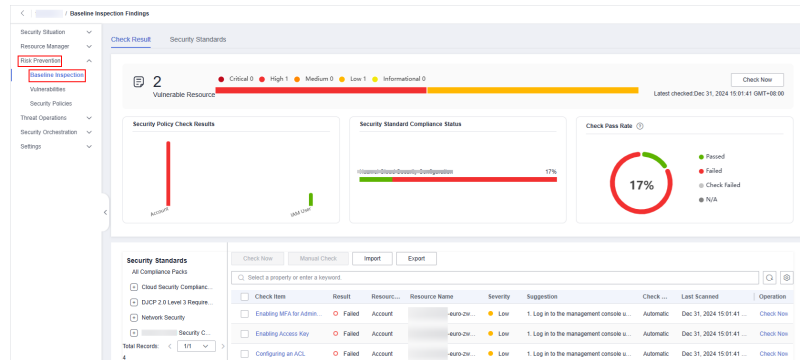 / Baseline Inspection Findings
Security Situation
Resource Manager
Risk Prevention
Baseline Inspection
Vulnerabilities
Security Policies
Threat Operations
Security Orchestration
Settings
Check Result Security Standards
2
Vulnerable Resource
Critical 0 High 1 Medium 0 Low 1 Informational 0
Check Now
Latest checked:Dec 31, 2024 15:01:41 GMT+08:00
Security Policy Check Results
Account
IAM User
Security Standard Compliance Status
17%
Check Pass Rate
17%
Passed
Failed
Check Failed
N/A
Security Standards
All Compliance Packs
Cloud Security Complianc...
DJCP 2.0 Level 3 Require...
Network Security
Security C...
Total Records: 1/1
4
Check Now Manual Check Import Export
Select a property or enter a keyword.
Check Item Result Resourc... Resource Name Severity Suggestion Check ... Last Scanned Operation
Enabling MFA for Admin... Failed Account -euro-zw... Low 1. Log in to the management console u... Automatic Dec 31, 2024 15:01:41 ... Check Now
Enabling Access Key Failed Account -euro-zw... Low 1. Log in to the management console u... Automatic Dec 31, 2024 15:01:41 ... Check Now
Configuring an ACL Failed Account -euro-zw... Low 1. Log in to the management console u... Automatic Dec 31, 2024 15:01:41 ... Check Now